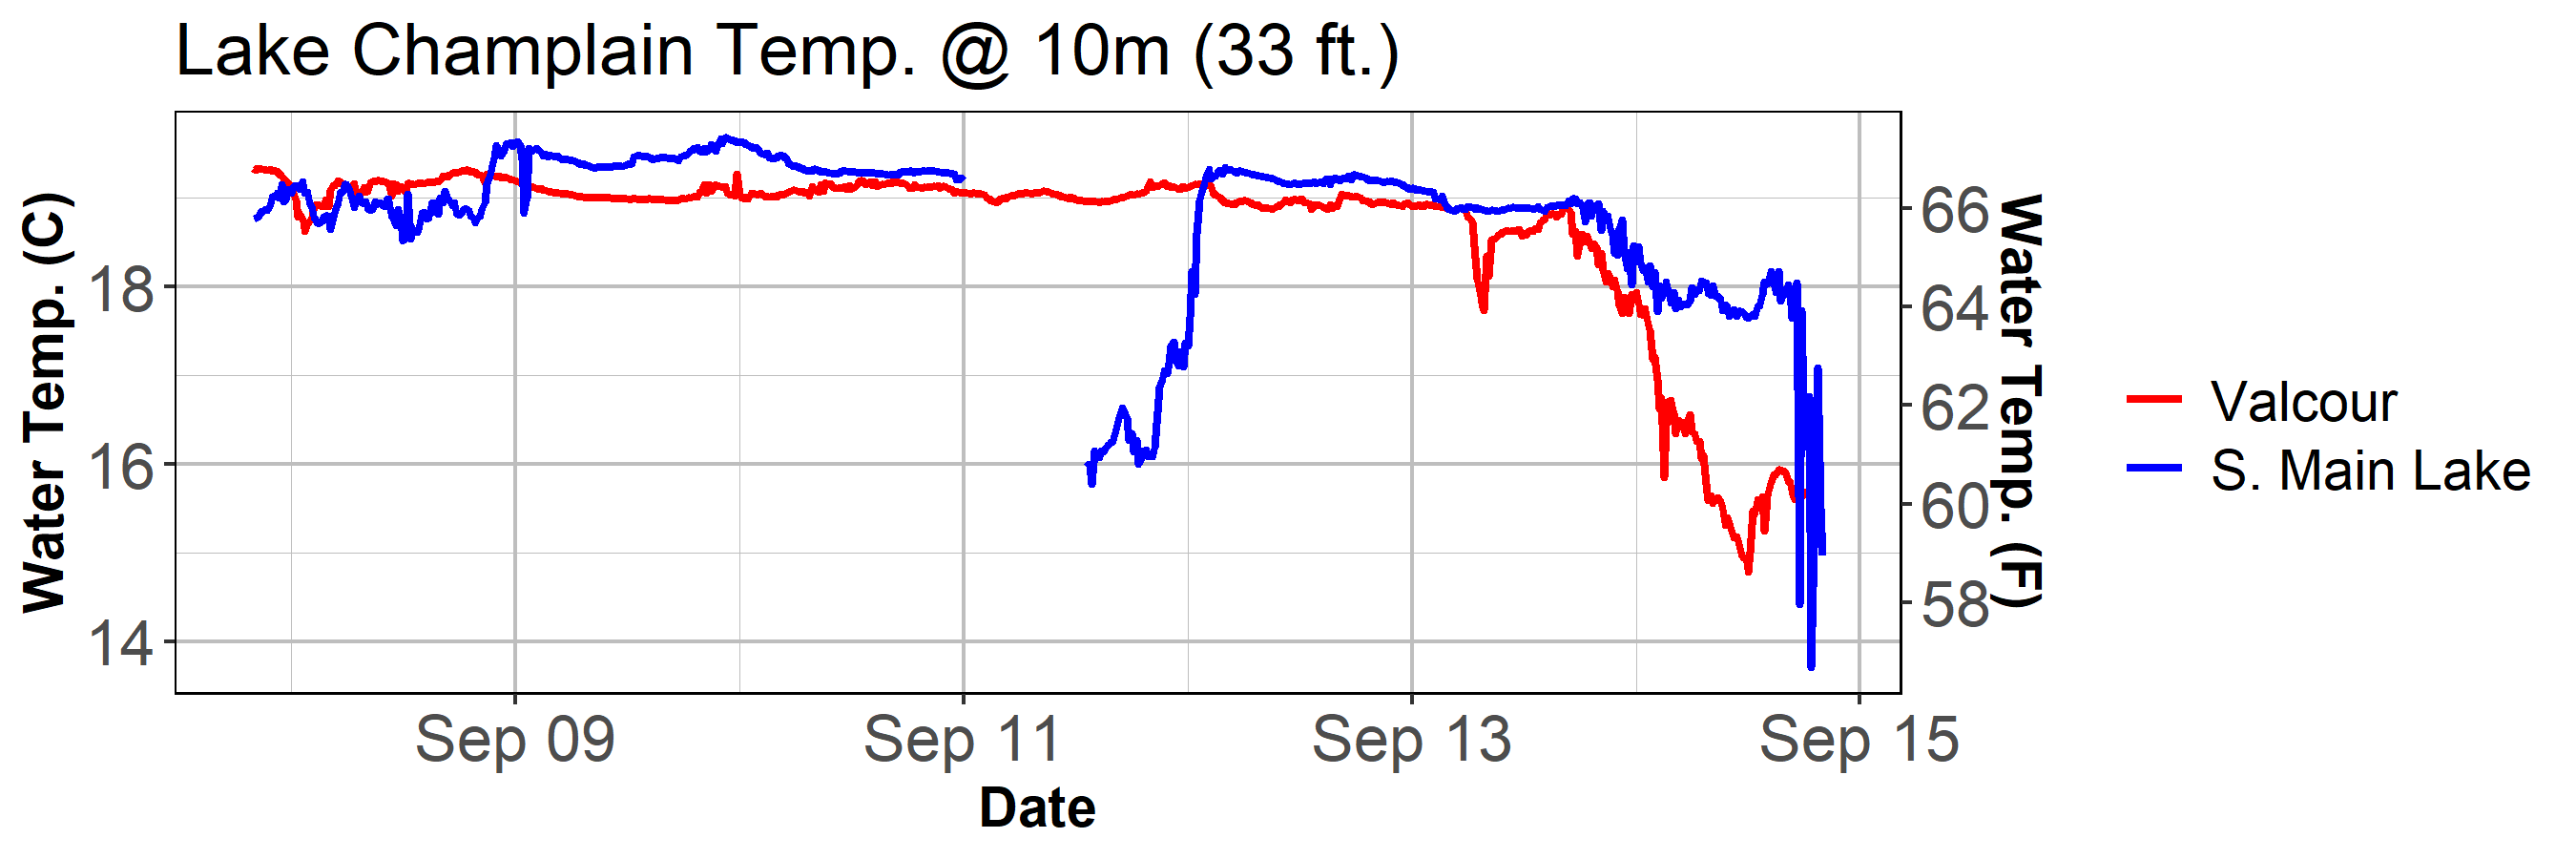 Lake Champlain Temp. @ 10m (33 ft.)
Water Temp. (C)
18
16
14
66
64
62
60
58
Water Temp. (F)
Valcour
S. Main Lake
Sep 09
Sep 11
Sep 13
Sep 15
Date